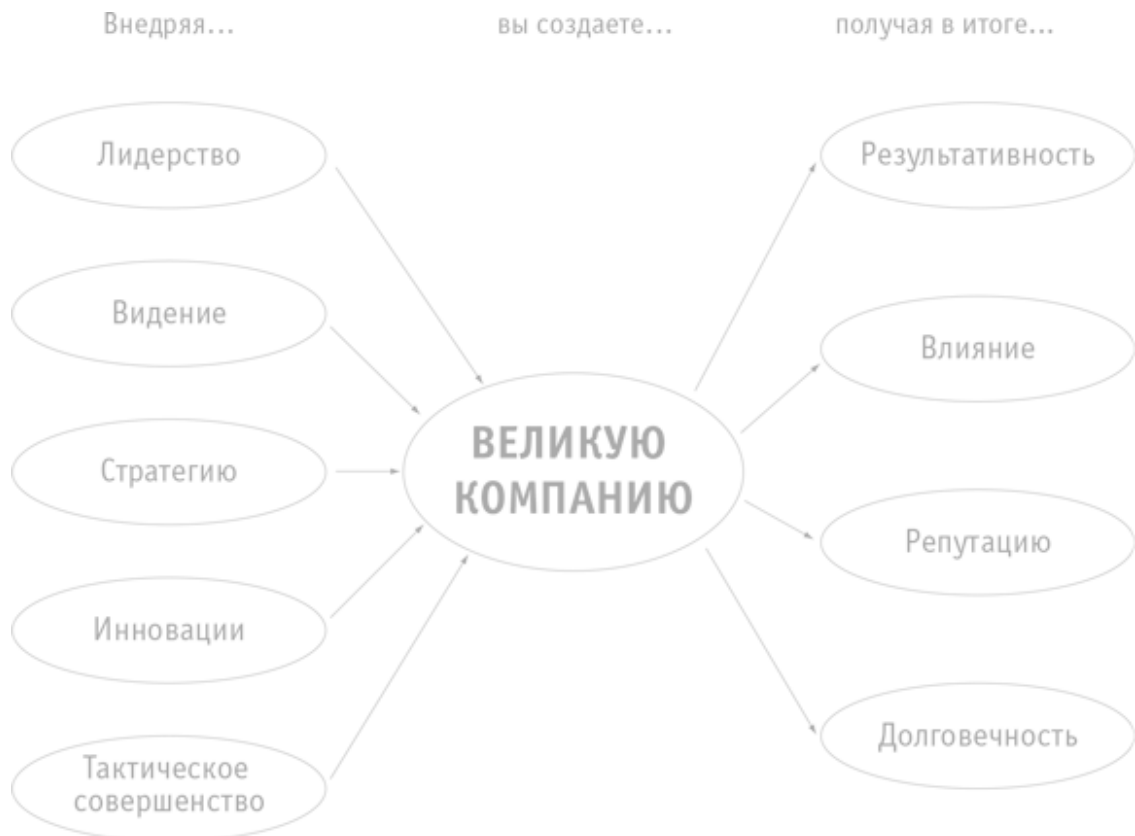 Внедряя...
вы создаете...
получая в итоге...
Лидерство
Видение
Стратегию
Инновации
Тактическое
совершенство
ВЕЛИКУЮ
КОМПАНИЮ
Результативность
Влияние
Репутацию
Долговечность